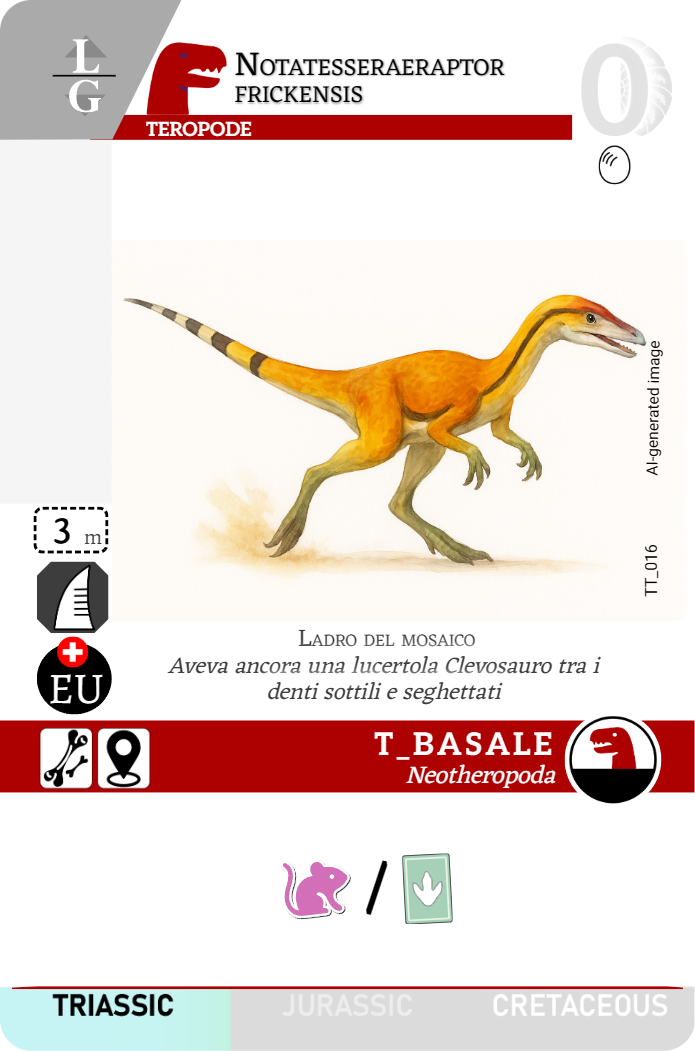 L
G
NOTATESSERAERAPTOR
FRICKENSIS
0
TEROPODE
AI-generated image
3 m
TT_016
EU
LADRO DEL MOSAICO
Aveva ancora una lucertola Clevosauro tra i
denti sottili e seghettati
T_BASALE
Neotheropoda
/
TRIASSIC JURASSIC CRETACEOUS